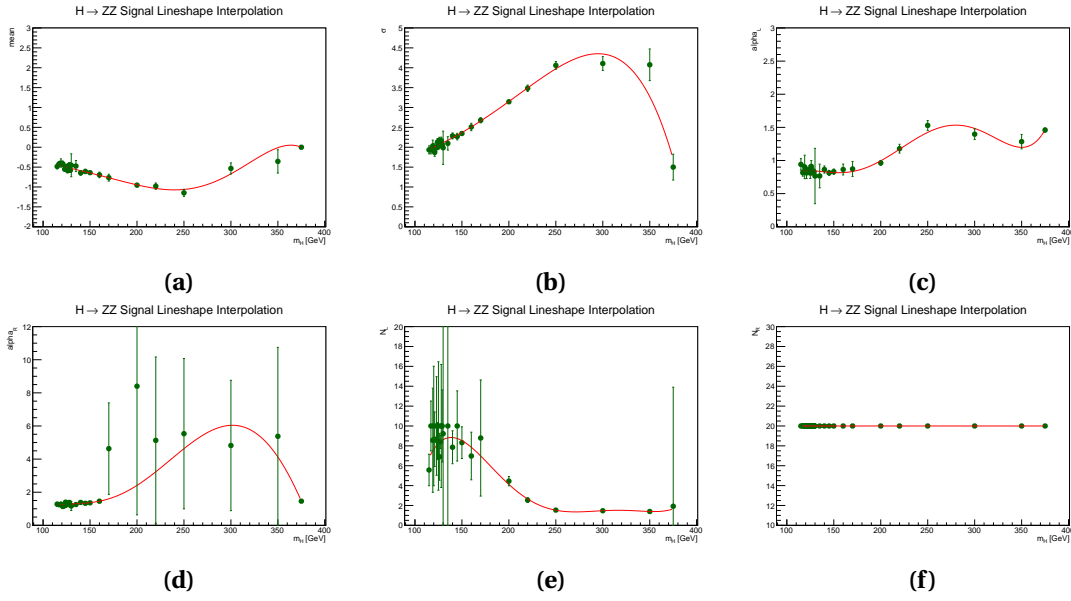 H → ZZ Signal Lineshape Interpolation
mean
3
2.5
2
1.5
1
0.5
0
-0.5
-1
-1.5
-2
100 150 200 250 300 350 400
m_H [GeV]
(a)
H → ZZ Signal Lineshape Interpolation
σ
5
4.5
4
3.5
3
2.5
2
1.5
1
0.5
0
100 150 200 250 300 350 400
m_H [GeV]
(b)
H → ZZ Signal Lineshape Interpolation
alpha_L
3
2.5
2
1.5
1
0.5
0
100 150 200 250 300 350 400
m_H [GeV]
(c)
H → ZZ Signal Lineshape Interpolation
alpha_R
12
10
8
6
4
2
0
100 150 200 250 300 350 400
m_H [GeV]
(d)
H → ZZ Signal Lineshape Interpolation
N_L
20
18
16
14
12
10
8
6
4
2
0
100 150 200 250 300 350 400
m_H [GeV]
(e)
H → ZZ Signal Lineshape Interpolation
N_R
30
28
26
24
22
20
18
16
14
12
10
100 150 200 250 300 350 400
m_H [GeV]
(f)